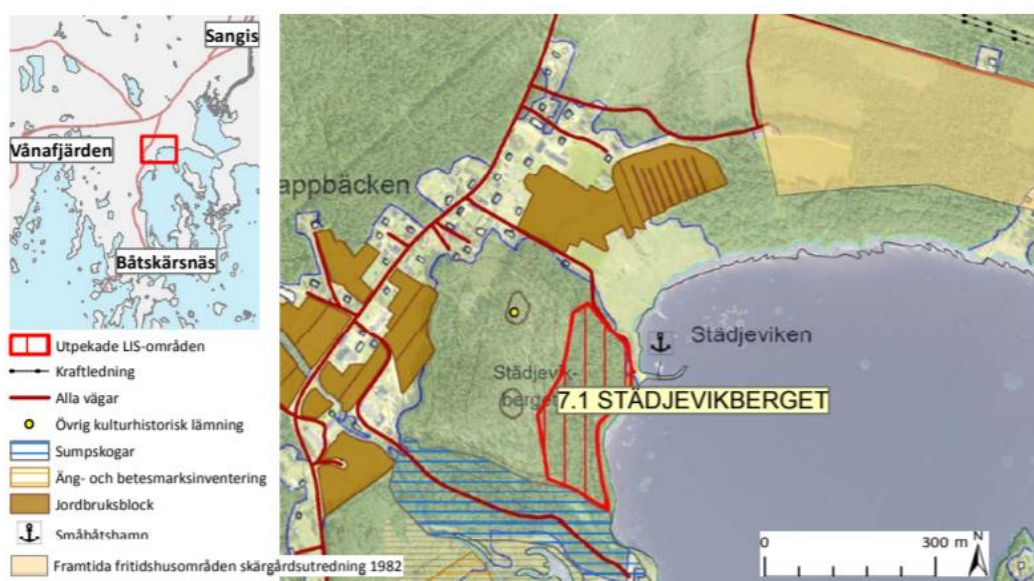 Sangis
Vånafjärden
Båtskärsnäs
Utpekade LIS-områden
Kraftledning
Alla vägar
Övrig kulturhistorisk lämning
Sumpskogar
Äng- och betesmarksinventering
Jordbruksblock
Småbåtshamn
Framtida fritidshusområden skärgårdsutredning 1982
appbäcken
Städjeviken
Städjevik-
berget
7.1 STÄDJEVIKBERGET
0 300 m N